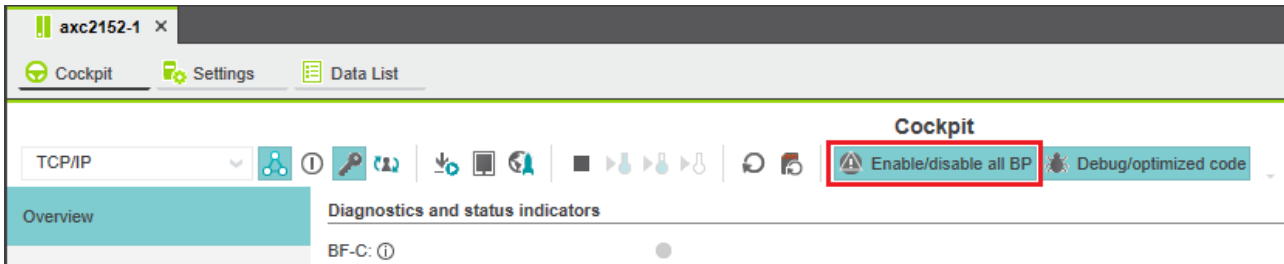 axc2152-1 ×
Cockpit Settings Data List
Cockpit
TCP/IP Enable/disable all BP Debug/optimized code
Overview
Diagnostics and status indicators
BF-C: